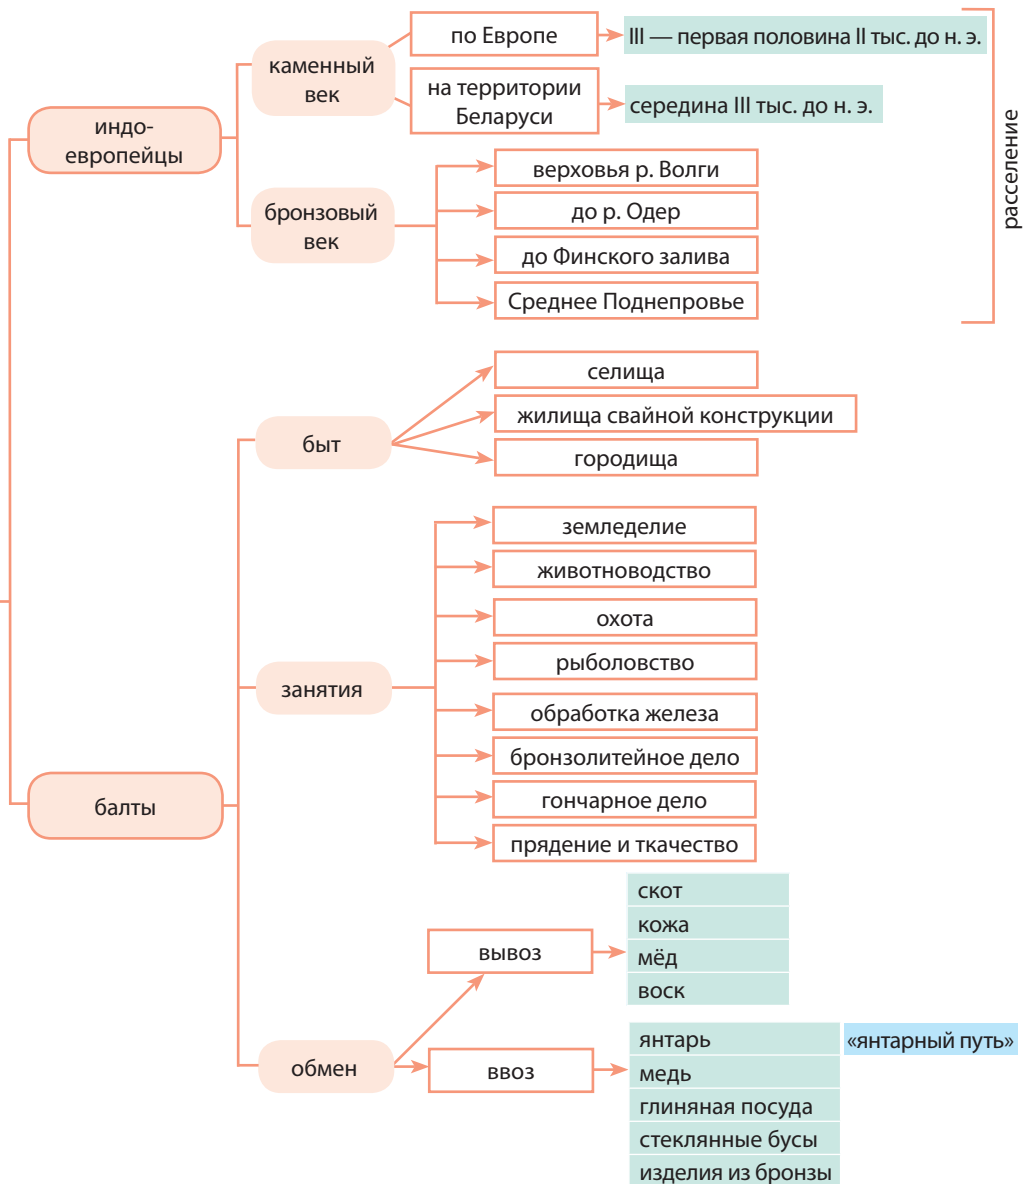 по Европе
III — первая половина II тыс. до н. э.
каменный
век
на территории
Беларуси
середина III тыс. до н. э.
индо-
европейцы
расселение
бронзовый
век
верховья р. Волги
до р. Одер
до Финского залива
Среднее Поднепровье
быт
селища
жилища свайной конструкции
городища
занятия
земледелие
животноводство
охота
рыболовство
обработка железа
бронзолитейное дело
гончарное дело
прядение и ткачество
балты
обмен
вывоз
скот
кожа
мёд
воск
ввоз
янтарь
«янтарный путь»
медь
глиняная посуда
стеклянные бусы
изделия из бронзы